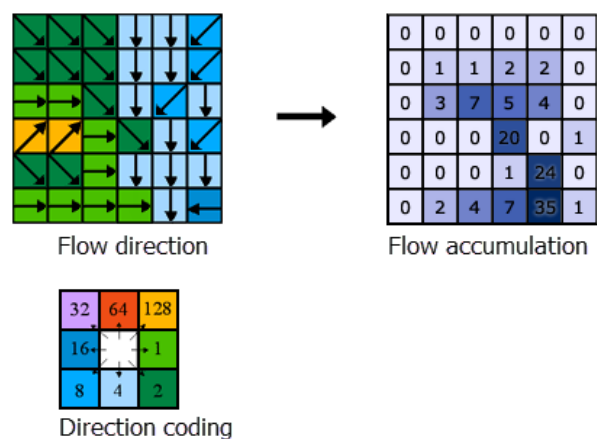 0 0 0 0 0 0
0 1 1 2 2 0
0 3 7 5 4 0
0 0 0 20 0 1
0 0 0 1 24 0
0 2 4 7 35 1
Flow direction Flow accumulation
32 64 128
16 1
8 4 2
Direction coding